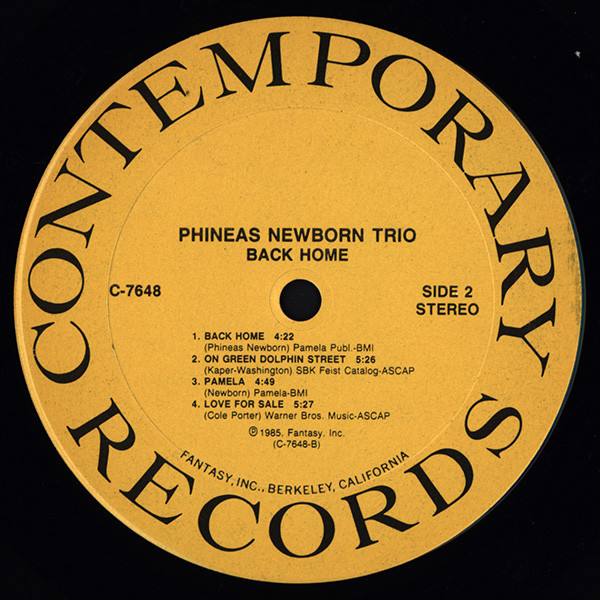 CONTEMPORARY
RECORDS
PHINEAS NEWBORN TRIO
BACK HOME
C-7648
SIDE 2
STEREO
1. BACK HOME 4:22
(Phineas Newborn) Pamela Publ.-BMI
2. ON GREEN DOLPHIN STREET 5:26
(Kaper-Washington) SBK Feist Catalog-ASCAP
3. PAMELA 4:49
(Newborn) Pamela-BMI
4. LOVE FOR SALE 5:27
(Cole Porter) Warner Bros. Music-ASCAP
℗ 1985, Fantasy, Inc.
(C-7648-B)
FANTASY, INC., BERKELEY, CALIFORNIA